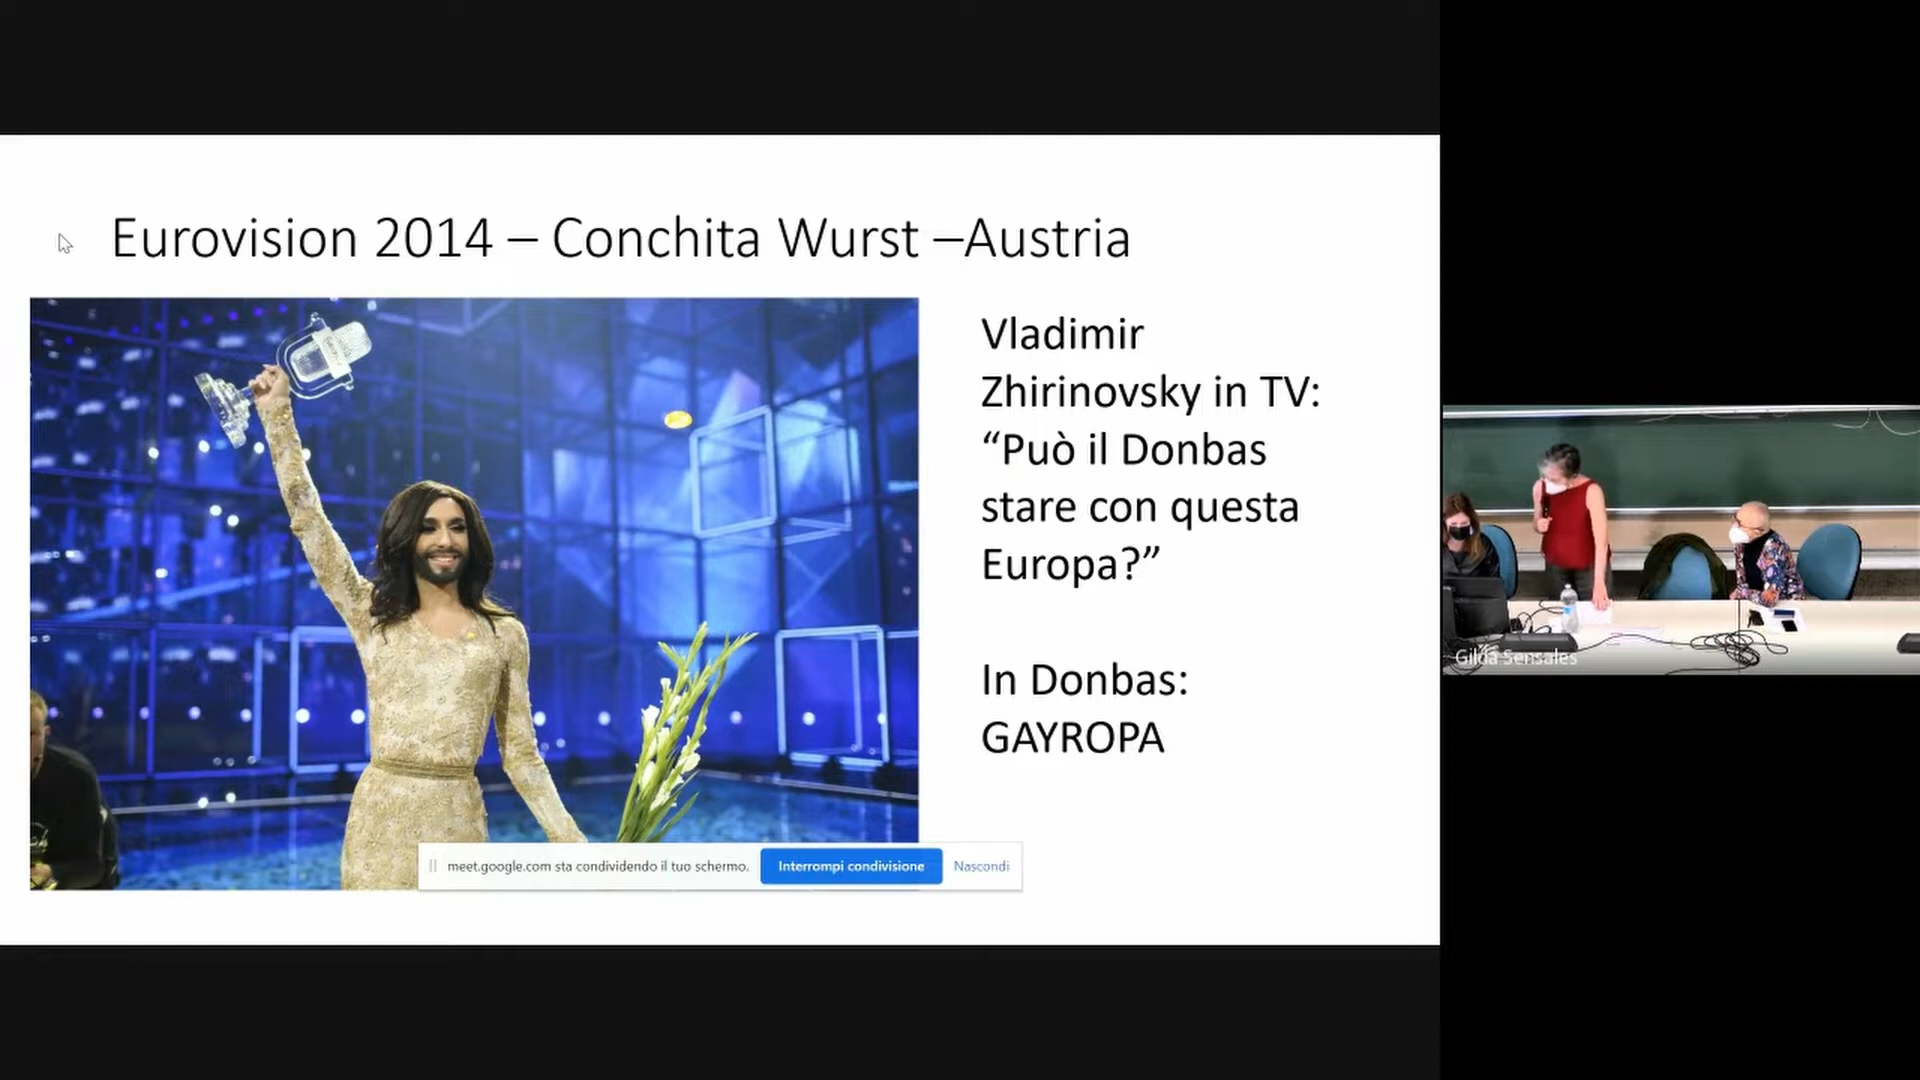 Eurovision 2014 – Conchita Wurst –Austria
Vladimir
Zhirinovsky in TV:
“Può il Donbas
stare con questa
Europa?”
In Donbas:
GAYROPA
meet.google.com sta condividendo il tuo schermo.
Interrompi condivisione
Nascondi
Gilda Sensales